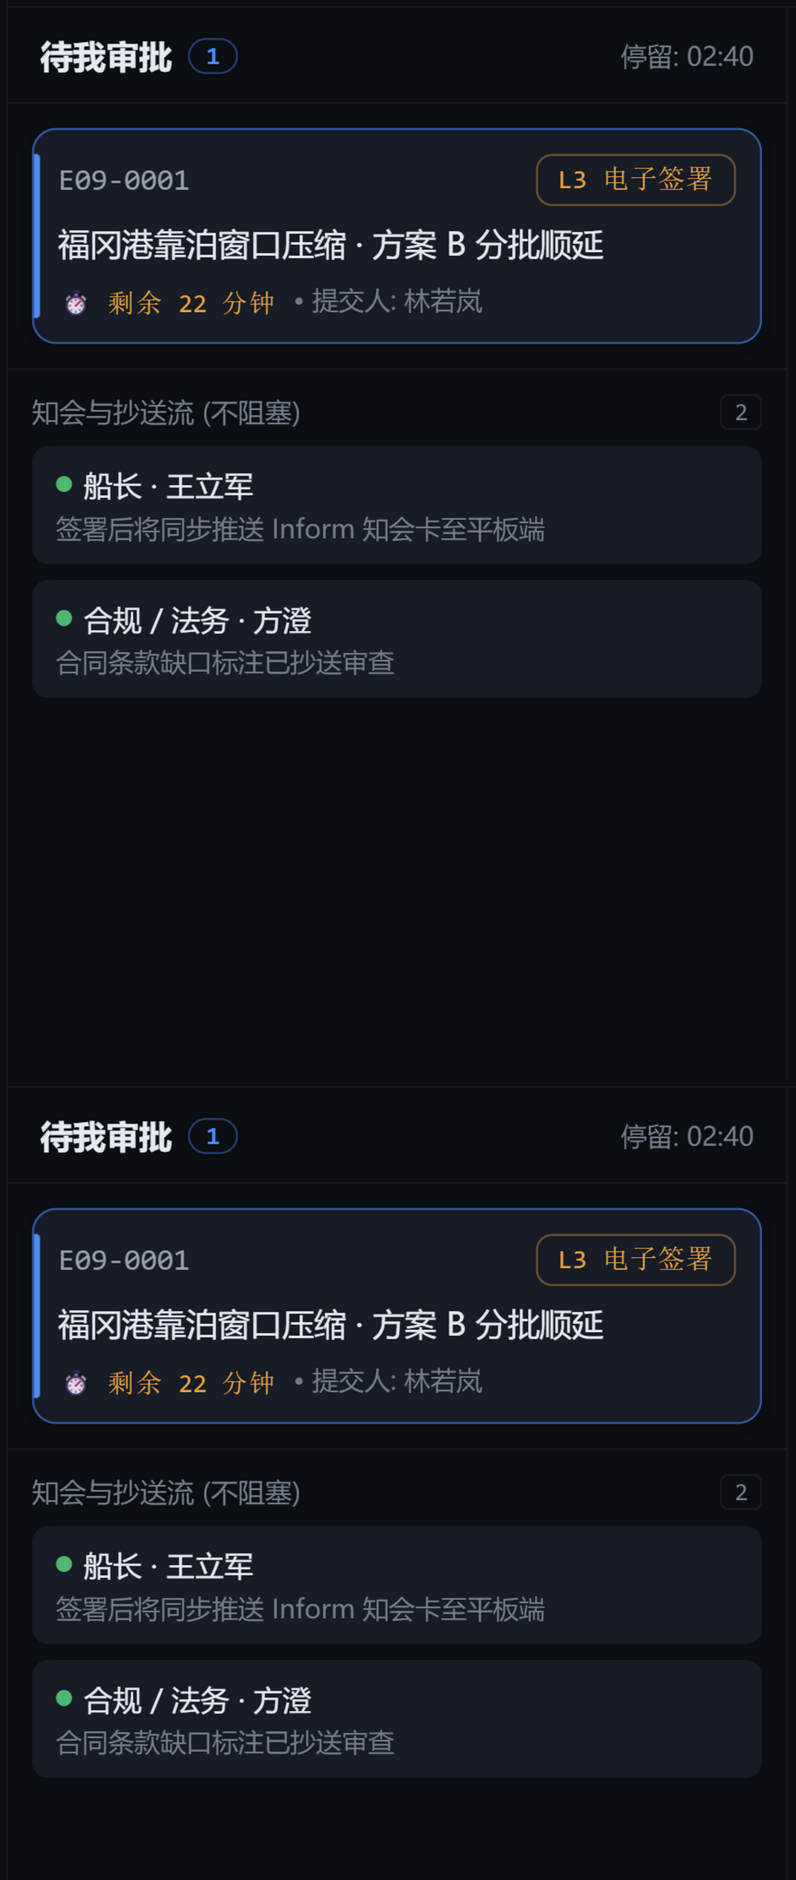 待我审批 1 停留: 02:40
E09-0001 L3 电子签署
福冈港靠泊窗口压缩 · 方案 B 分批顺延
⏱ 剩余 22 分钟 • 提交人: 林若岚
知会与抄送流 (不阻塞) 2
船长 · 王立军
签署后将同步推送 Inform 知会卡至平板端
合规 / 法务 · 方澄
合同条款缺口标注已抄送审查
待我审批 1 停留: 02:40
E09-0001 L3 电子签署
福冈港靠泊窗口压缩 · 方案 B 分批顺延
⏱ 剩余 22 分钟 • 提交人: 林若岚
知会与抄送流 (不阻塞) 2
船长 · 王立军
签署后将同步推送 Inform 知会卡至平板端
合规 / 法务 · 方澄
合同条款缺口标注已抄送审查